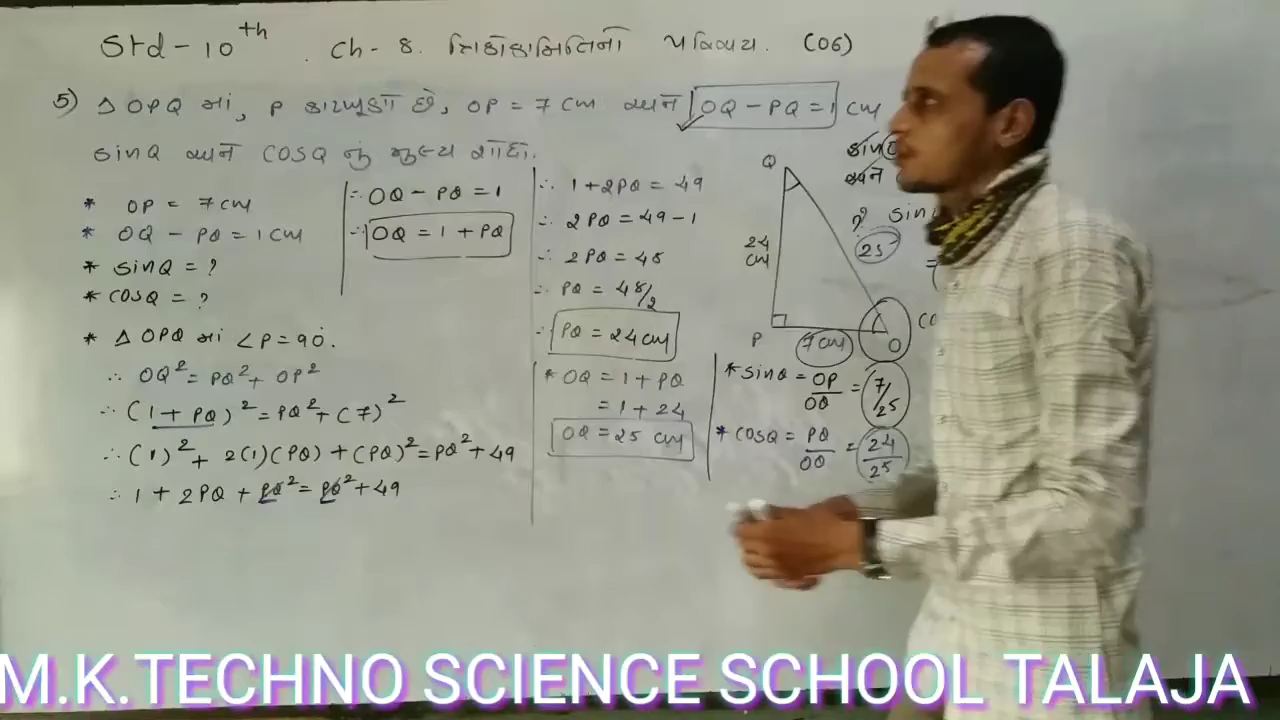 Std - 10th . Ch - 8. ત્રિકોણમિતિનો પરિચય. (06)
5) Δ OPQ માં, P કાટખૂણો છે, OP = 7 cm અને OQ - PQ = 1 cm
sinQ અને COSQ નું મૂલ્ય શોધો.
* OP = 7 cm
* OQ - PQ = 1 cm
* sinQ = ?
* COSQ = ?
* Δ OPQ માં ∠P = 90°.
∴ OQ² = PQ² + OP²
∴ (1 + PQ)² = PQ² + (7)²
∴ (1)² + 2(1)(PQ) + (PQ)² = PQ² + 49
∴ 1 + 2PQ + PQ² = PQ² + 49
∴ OQ - PQ = 1
∴ OQ = 1 + PQ
∴ 1 + 2PQ = 49
∴ 2PQ = 49 - 1
∴ 2PQ = 48
∴ PQ = 48/2
∴ PQ = 24 cm
* OQ = 1 + PQ
= 1 + 24
OQ = 25 cm
Q
24 cm
25
P
7 cm
O
sin
અને
sin
* sinQ = OP/OQ = 7/25
* COSQ = PQ/OQ = 24/25
M.K.TECHNO SCIENCE SCHOOL TALAJA